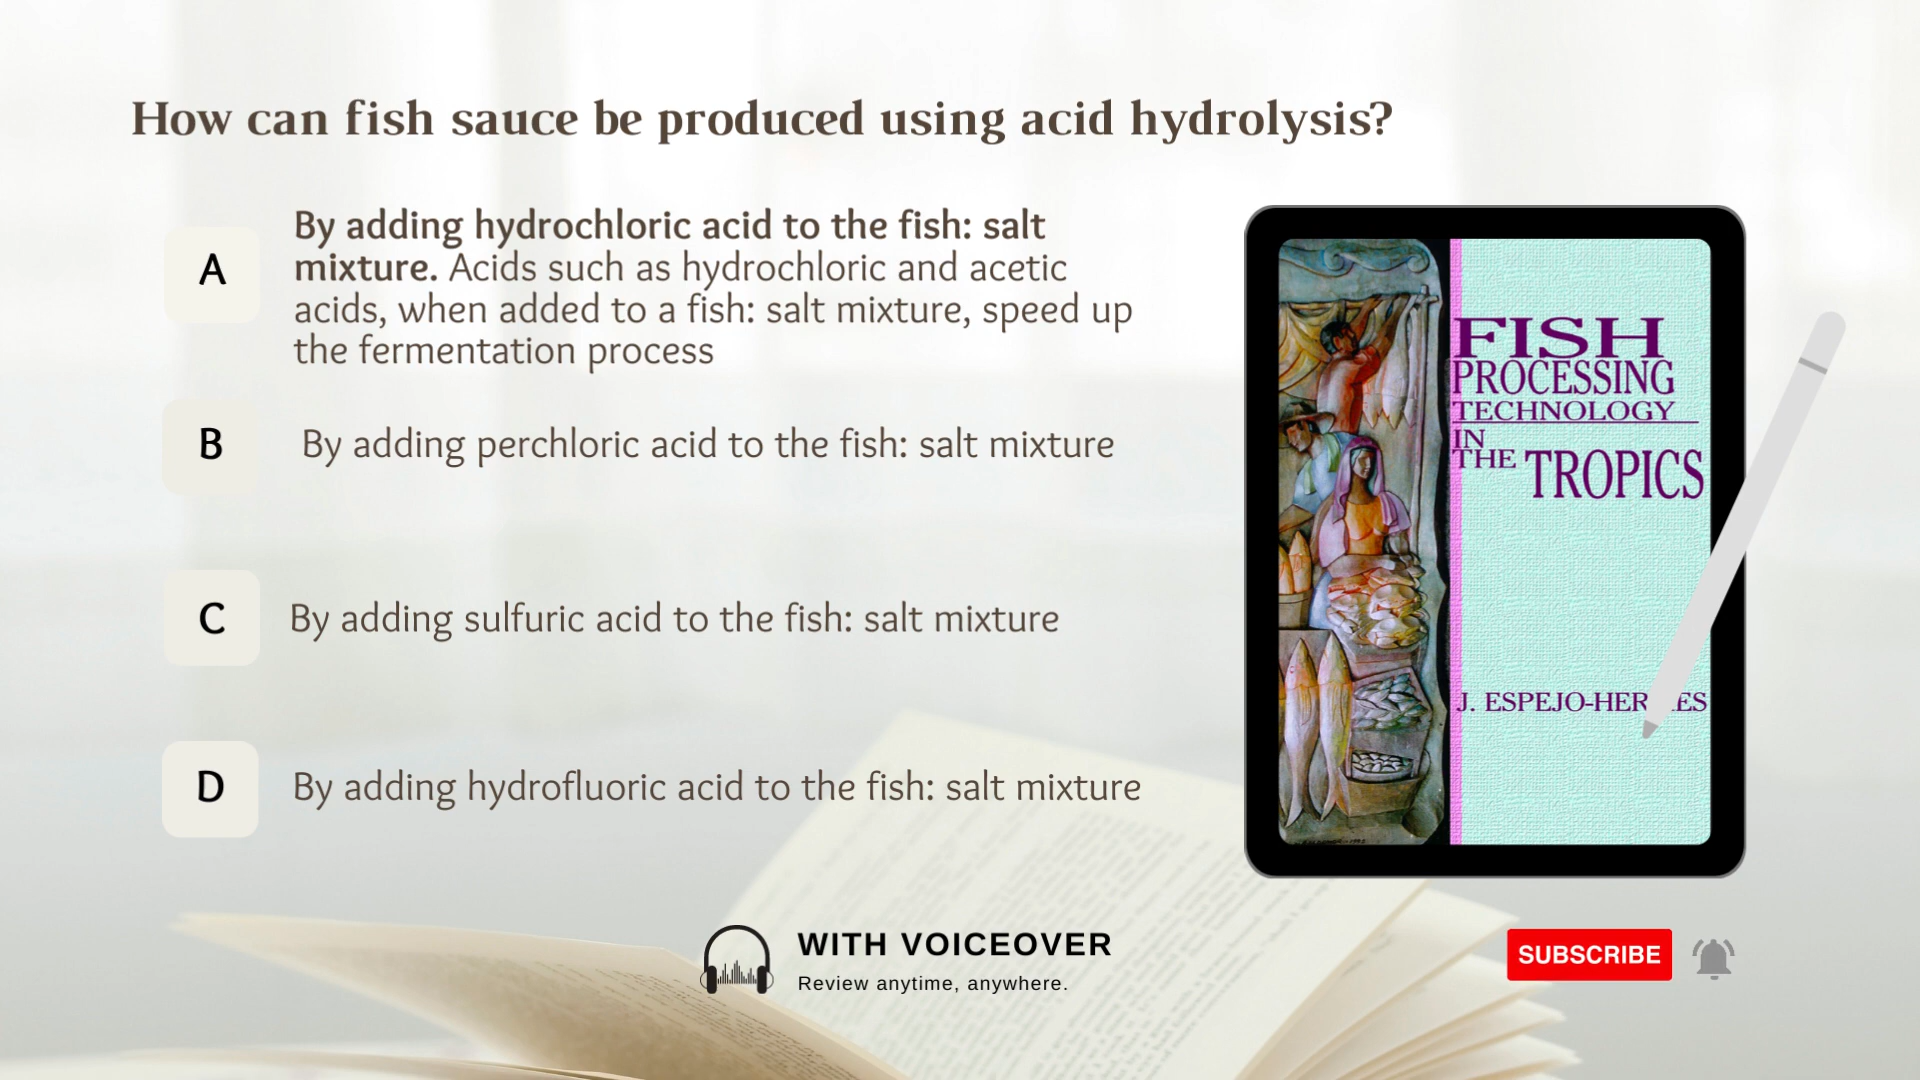 How can fish sauce be produced using acid hydrolysis?
A
By adding hydrochloric acid to the fish: salt
mixture. Acids such as hydrochloric and acetic
acids, when added to a fish: salt mixture, speed up
the fermentation process
B
By adding perchloric acid to the fish: salt mixture
C
By adding sulfuric acid to the fish: salt mixture
D
By adding hydrofluoric acid to the fish: salt mixture
FISH
PROCESSING
TECHNOLOGY
IN
THE TROPICS
J.
WITH VOICEOVER
Review anytime, anywhere.
SUBSCRIBE